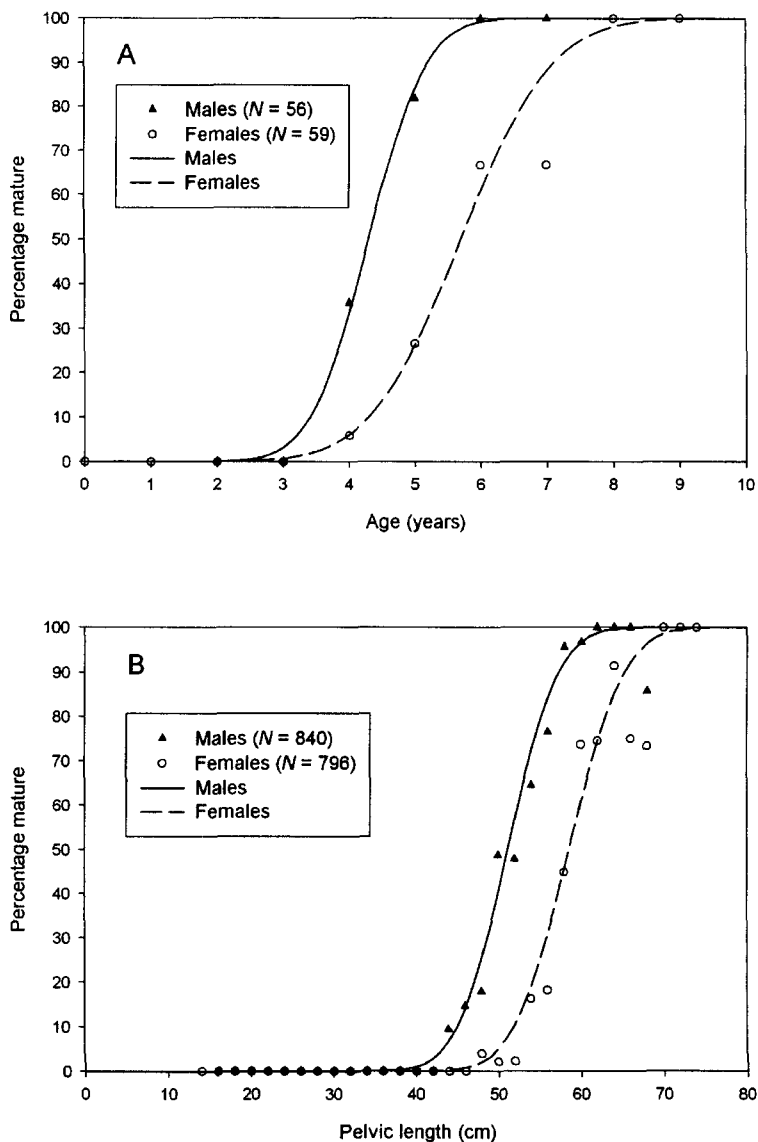 A
Males (N = 56)
Females (N = 59)
Males
Females
Percentage mature
100
90
80
70
60
50
40
30
20
10
0
0 1 2 3 4 5 6 7 8 9 10
Age (years)
B
Males (N = 840)
Females (N = 796)
Males
Females
Percentage mature
100
90
80
70
60
50
40
30
20
10
0
0 10 20 30 40 50 60 70 80
Pelvic length (cm)